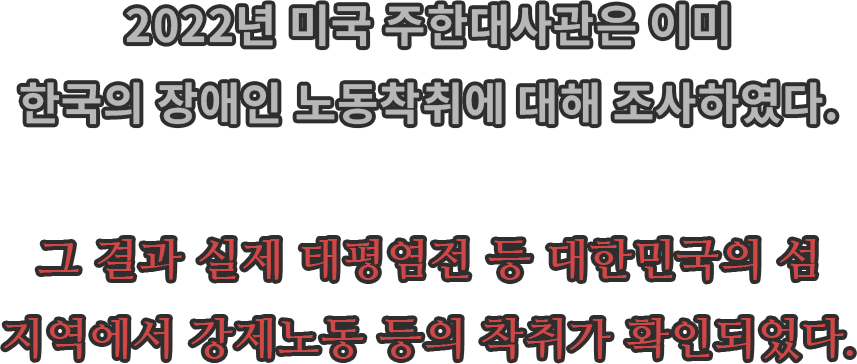 2022년 미국 주한대사관은 이미
한국의 장애인 노동착취에 대해 조사하였다.
그 결과 실제 태평염전 등 대한민국의 섬
지역에서 강제노동 등의 착취가 확인되었다.